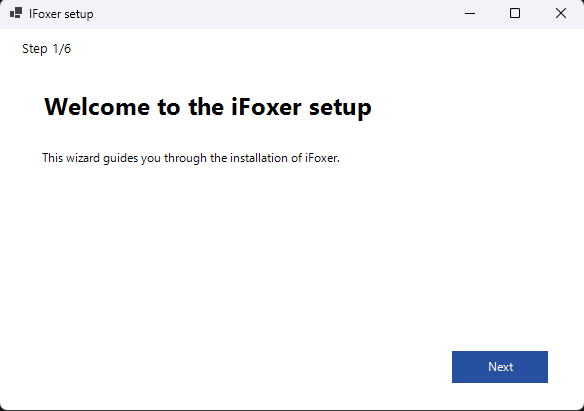 IFoxer setup
Step 1/6
Welcome to the iFoxer setup
This wizard guides you through the installation of iFoxer.
Next